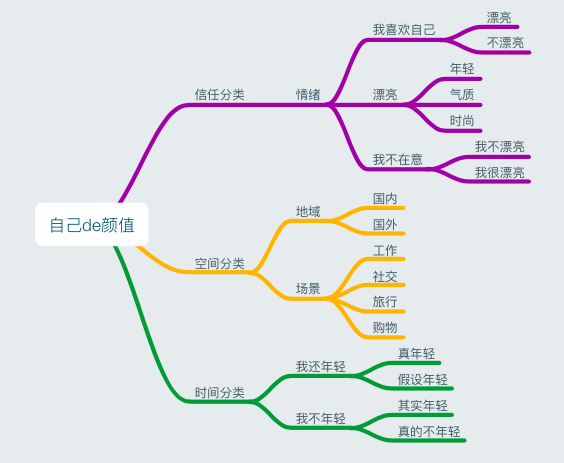 自己de颜值
信任分类
情绪
我喜欢自己
漂亮
不漂亮
漂亮
年轻
气质
时尚
我不在意
我不漂亮
我很漂亮
空间分类
地域
国内
国外
场景
工作
社交
旅行
购物
时间分类
我还年轻
真年轻
假设年轻
我不年轻
其实年轻
真的不年轻